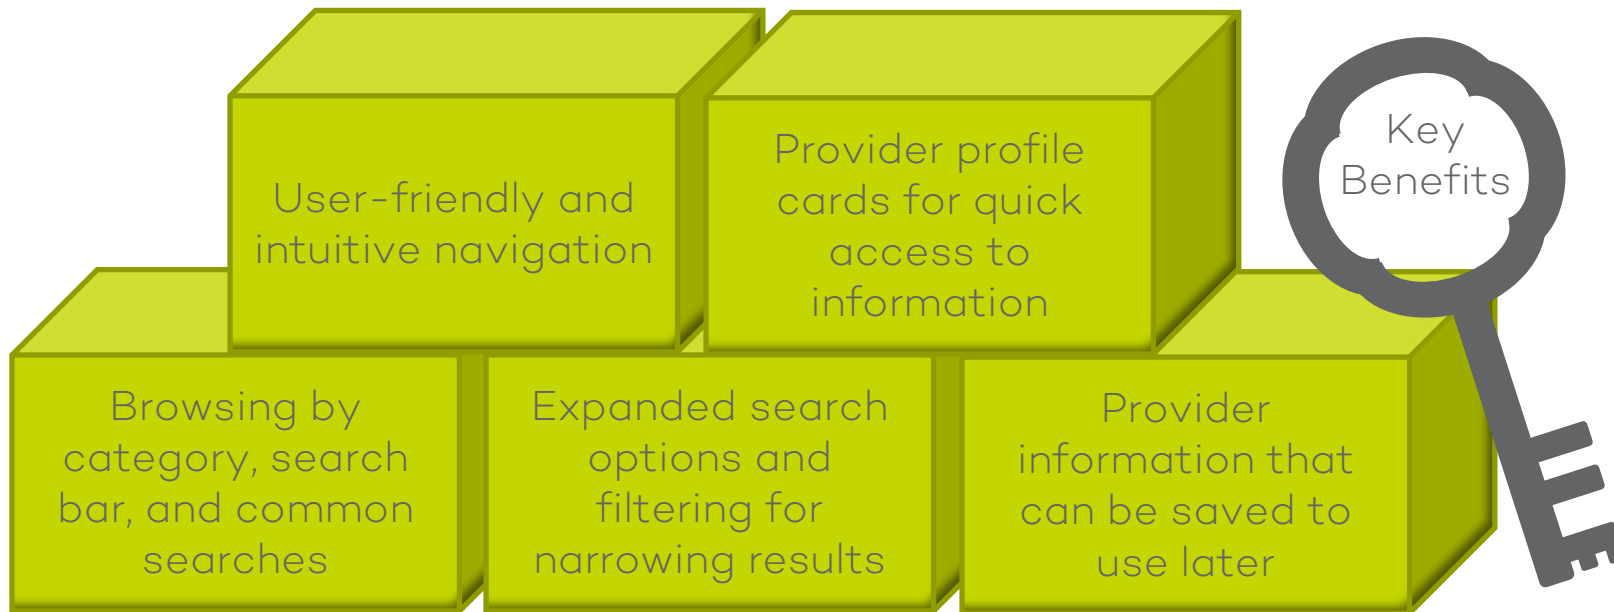 User-friendly and
intuitive navigation
Provider profile
cards for quick
access to
information
Key
Benefits
Browsing by
category, search
bar, and common
searches
Expanded search
options and
filtering for
narrowing results
Provider
information that
can be saved to
use later